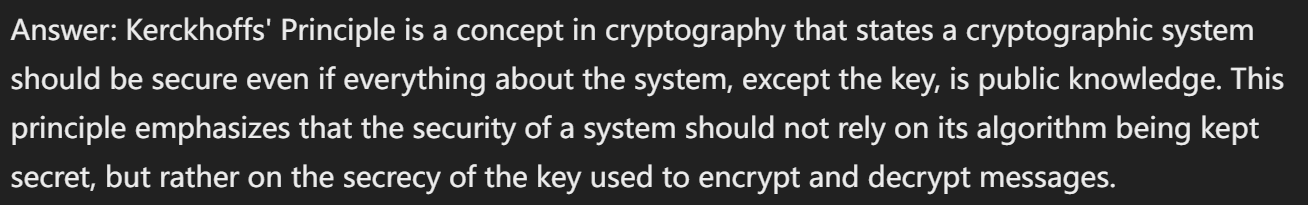 Answer: Kerckhoffs' Principle is a concept in cryptography that states a cryptographic system
should be secure even if everything about the system, except the key, is public knowledge. This
principle emphasizes that the security of a system should not rely on its algorithm being kept
secret, but rather on the secrecy of the key used to encrypt and decrypt messages.